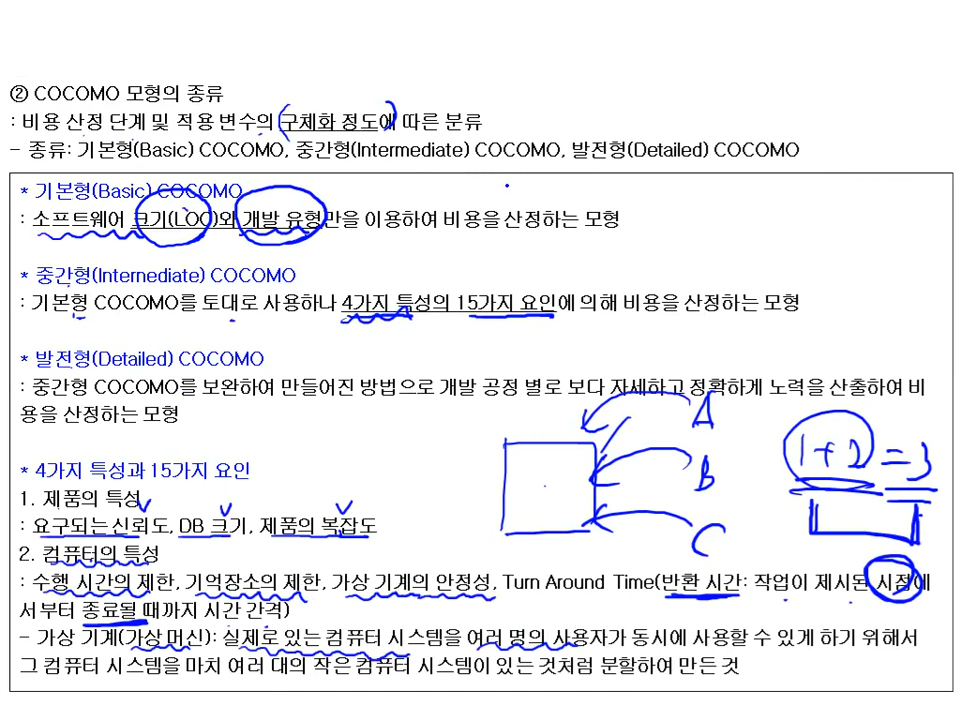 ② COCOMO 모형의 종류
: 비용 산정 단계 및 적용 변수의 구체화 정도에 따른 분류
- 종류: 기본형(Basic) COCOMO, 중간형(Intermediate) COCOMO, 발전형(Detailed) COCOMO
* 기본형(Basic) COCOMO
: 소프트웨어 크기(LOC)와 개발 유형만을 이용하여 비용을 산정하는 모형
* 중간형(Internediate) COCOMO
: 기본형 COCOMO를 토대로 사용하나 4가지 특성의 15가지 요인에 의해 비용을 산정하는 모형
* 발전형(Detailed) COCOMO
: 중간형 COCOMO를 보완하여 만들어진 방법으로 개발 공정 별로 보다 자세하고 정확하게 노력을 산출하여 비
용을 산정하는 모형
A
1+2=3
* 4가지 특성과 15가지 요인
B
1. 제품의 특성
: 요구되는 신뢰도, DB 크기, 제품의 복잡도
C
2. 컴퓨터의 특성
: 수행 시간의 제한, 기억장소의 제한, 가상 기계의 안정성, Turn Around Time(반환 시간: 작업이 제시된 시점에
서부터 종료될 때까지 시간 간격)
- 가상 기계(가상 머신): 실제로 있는 컴퓨터 시스템을 여러 명의 사용자가 동시에 사용할 수 있게 하기 위해서
그 컴퓨터 시스템을 마치 여러 대의 작은 컴퓨터 시스템이 있는 것처럼 분할하여 만든 것